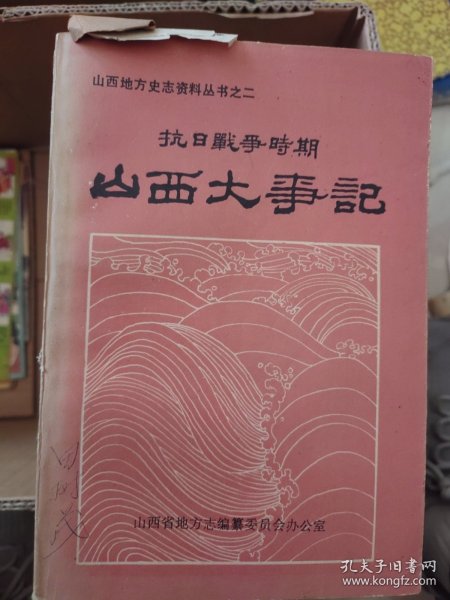 山西地方史志资料丛书之二
抗日戰爭時期
山西大事記
山西省地方志编纂委员会办公室
孔夫子旧书网
www.kongfz.com